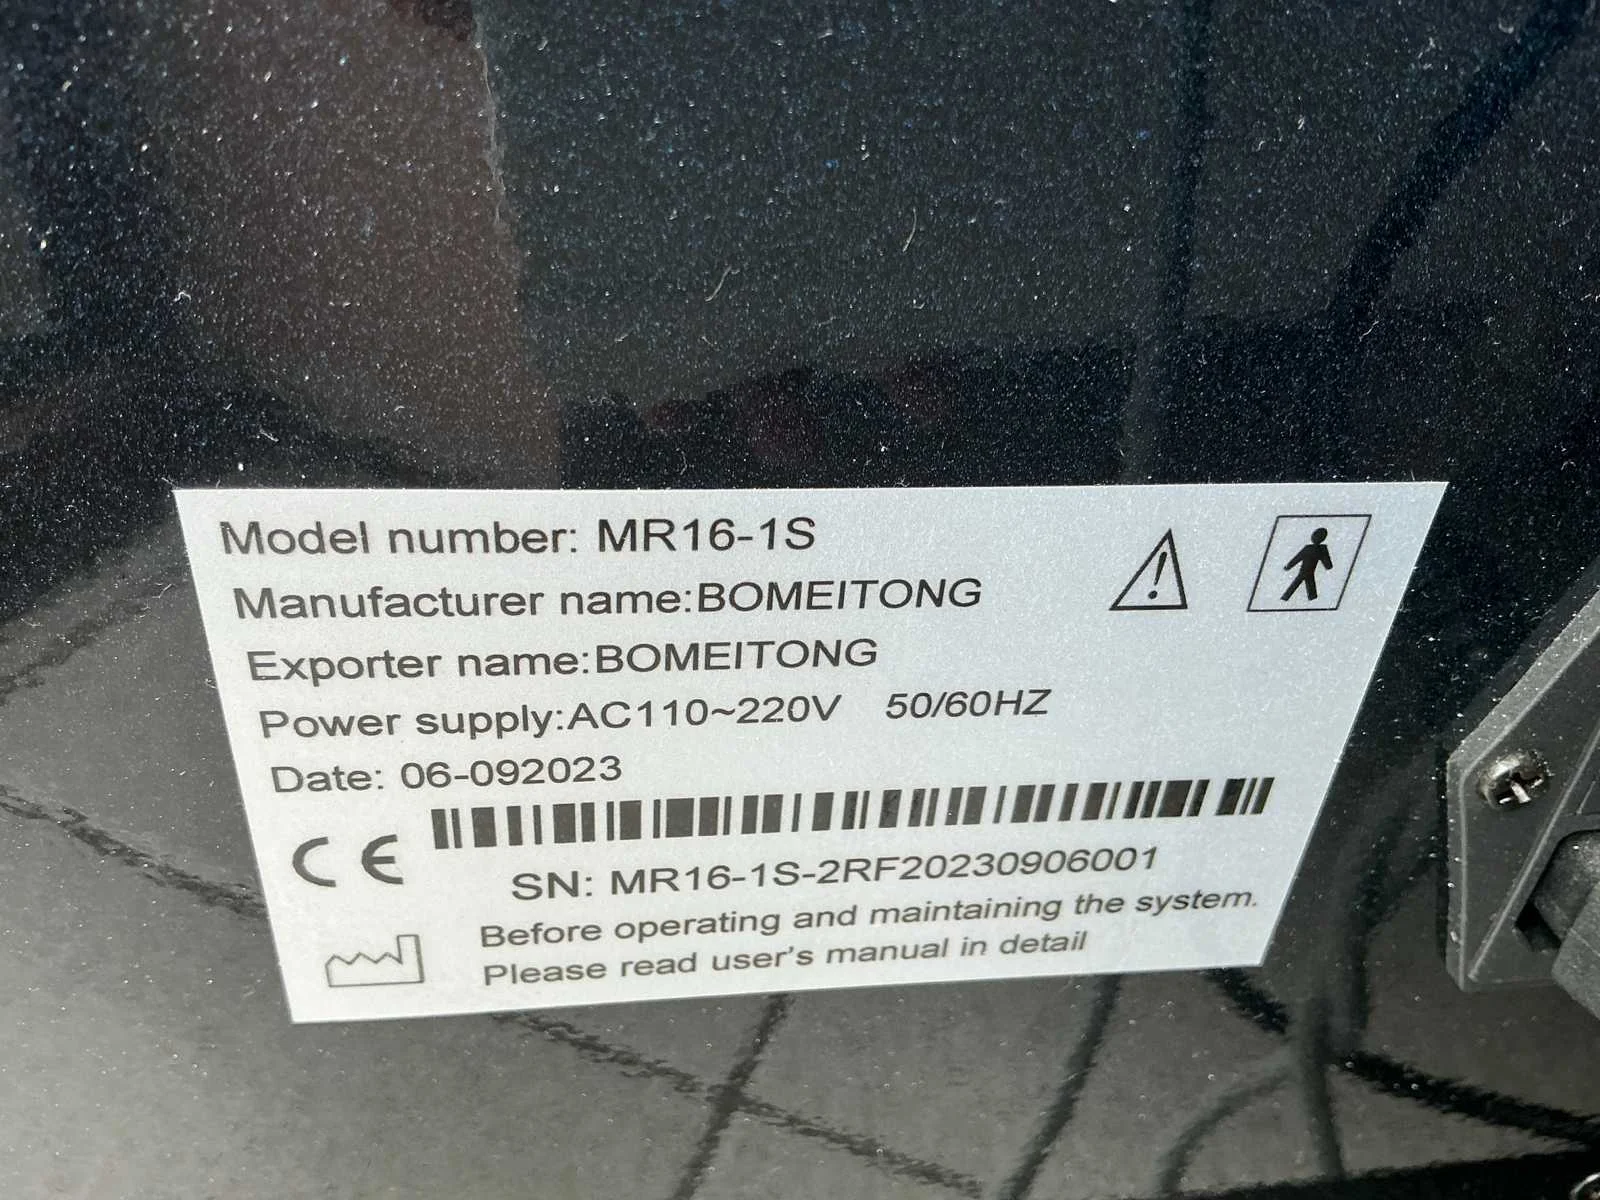 Model number: MR16-1S
Manufacturer name:BOMEITONG
Exporter name:BOMEITONG
Power supply:AC110~220V 50/60HZ
Date: 06-092023
CE
SN: MR16-1S-2RF20230906001
Before operating and maintaining the system.
Please read user's manual in detail